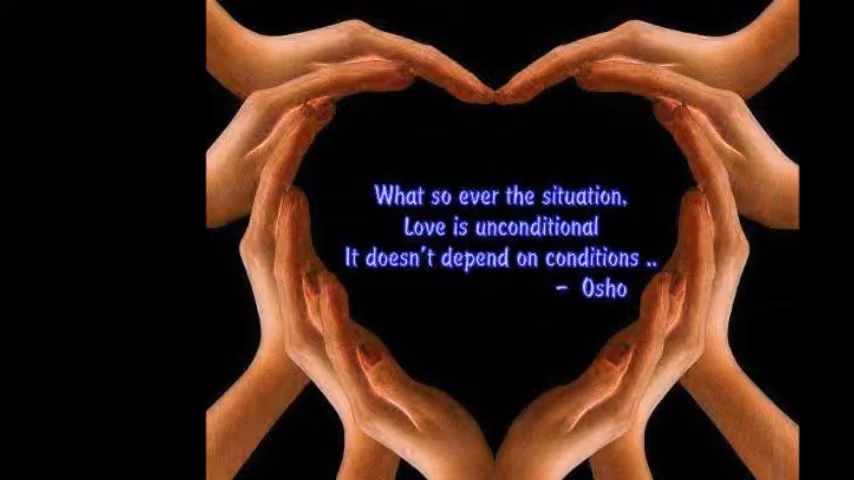 What so ever the situation,
Love is unconditional
It doesn't depend on conditions ..
- Osho